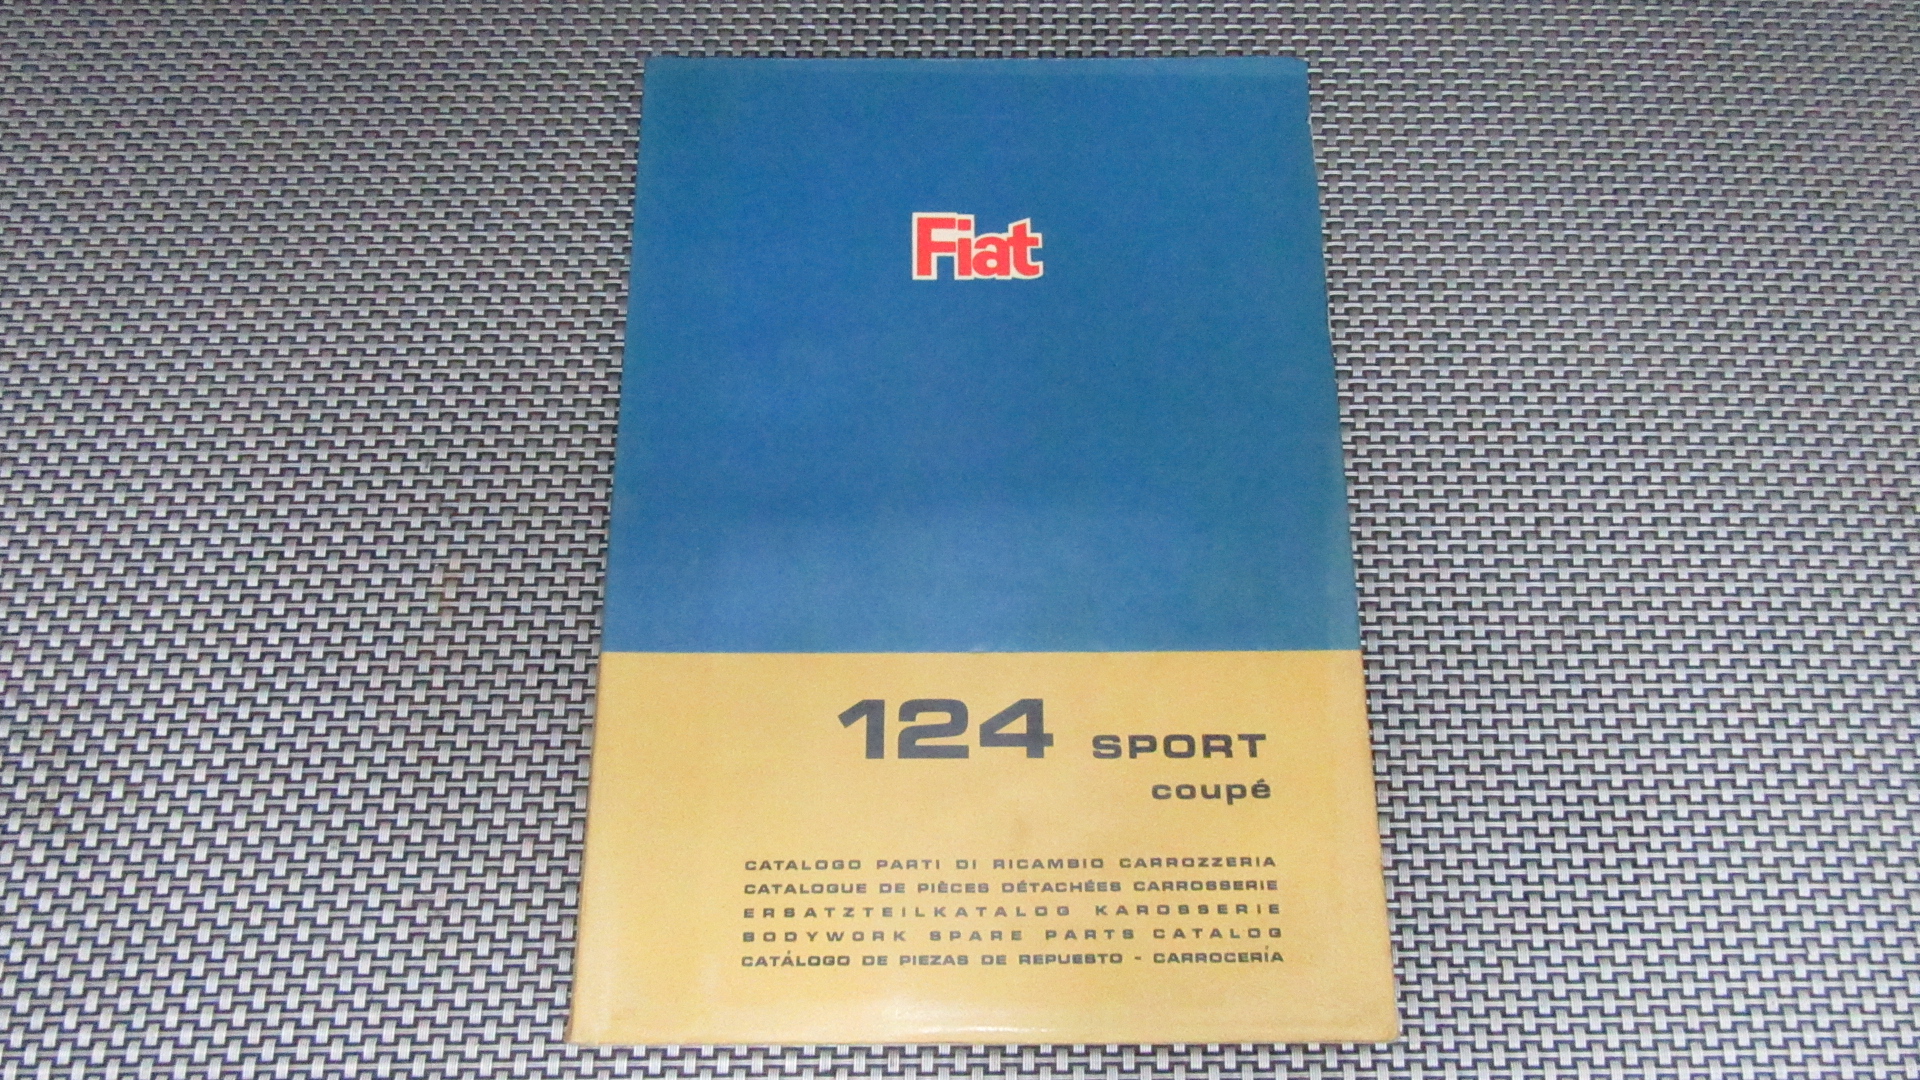 Fiat
124 SPORT
coupé
CATALOGO PARTI DI RICAMBIO CARROZZERIA
CATALOGUE DE PIÈCES DÉTACHÉES CARROSSERIE
ERSATZTEILKATALOG KAROSSERIE
BODYWORK SPARE PARTS CATALOG
CATÁLOGO DE PIEZAS DE REPUESTO - CARROCERÍA